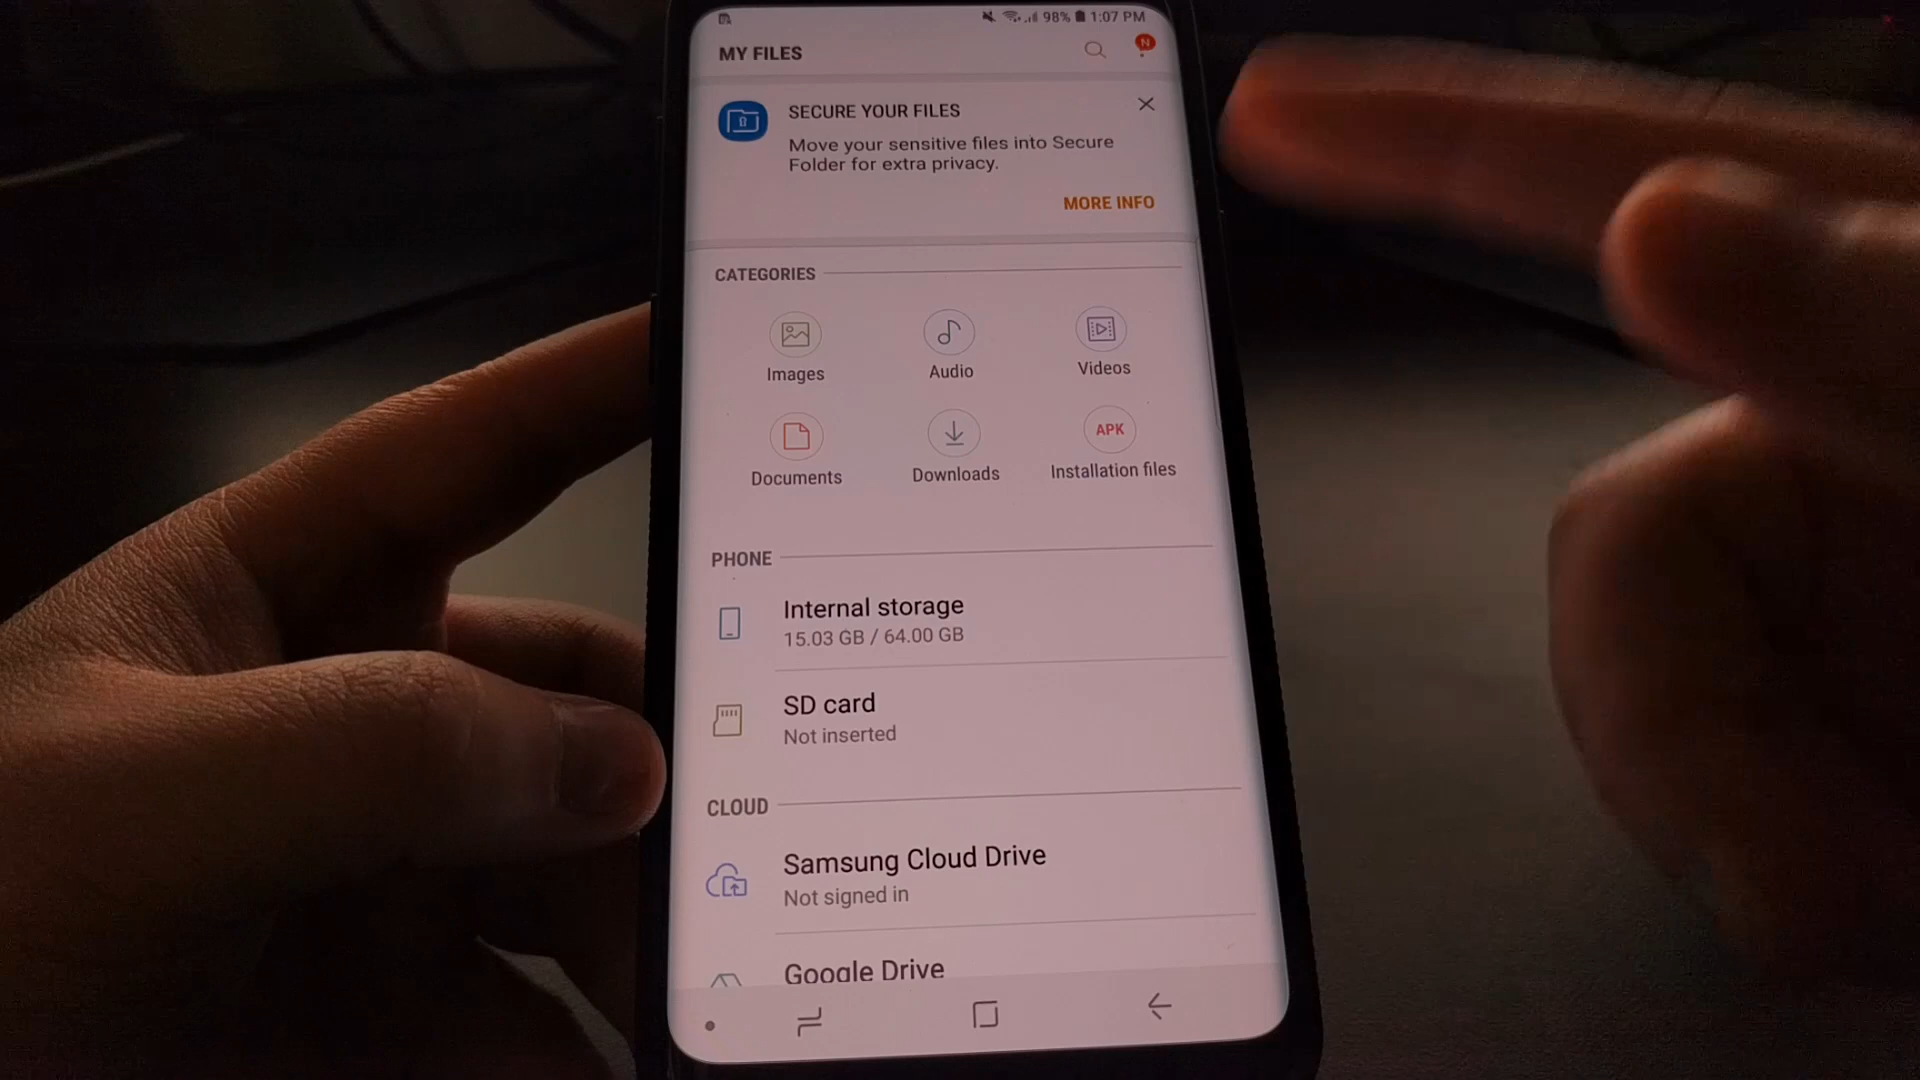 98% 1:07 PM
MY FILES
N
SECURE YOUR FILES
Move your sensitive files into Secure
Folder for extra privacy.
MORE INFO
CATEGORIES
Images
Audio
Videos
APK
Documents
Downloads
Installation files
PHONE
Internal storage
15.03 GB / 64.00 GB
SD card
Not inserted
CLOUD
Samsung Cloud Drive
Not signed in
Google Drive